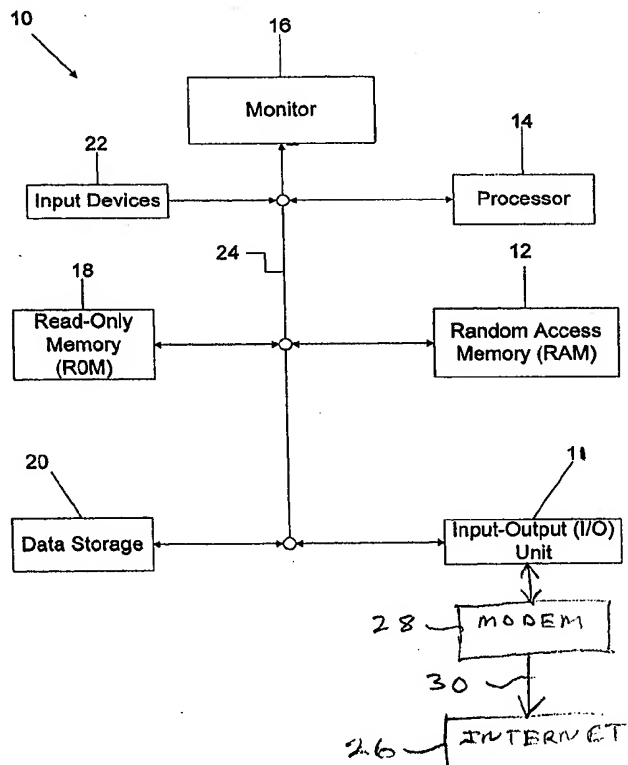 10
16
Monitor
22
Input Devices
14
Processor
24
18
Read-Only
Memory
(R0M)
12
Random Access
Memory (RAM)
20
Data Storage
11
Input-Output (I/O)
Unit
28
MODEM
30
26
INTERNET